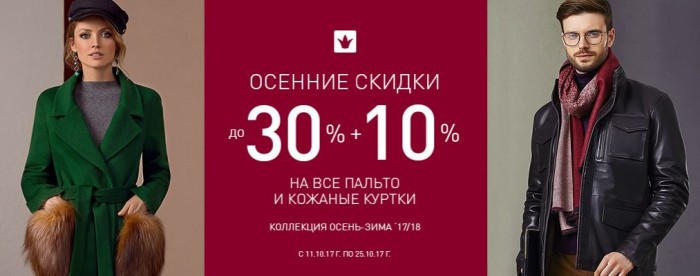 ОСЕННИЕ СКИДКИ
до 30% + 10%
НА ВСЕ ПАЛЬТО
И КОЖАНЫЕ КУРТКИ
КОЛЛЕКЦИЯ ОСЕНЬ-ЗИМА ´17/18
С 11.10.17 Г. ПО 25.10.17 Г.